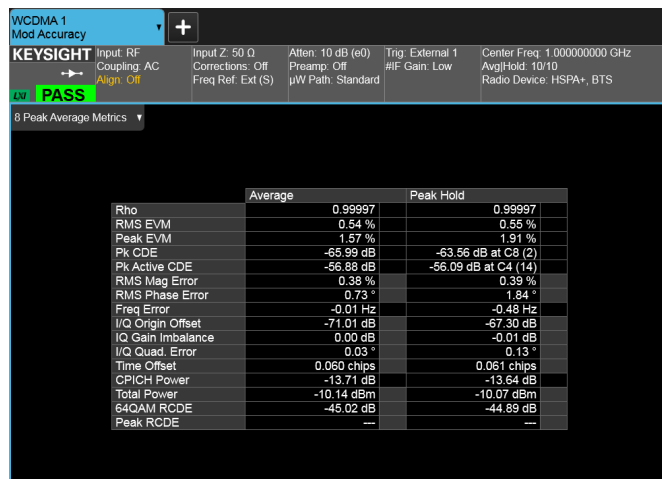 WCDMA 1
Mod Accuracy
▼
+
KEYSIGHT Input: RF Input Z: 50 Ω Atten: 10 dB (e0) Trig: External 1 Center Freq: 1.000000000 GHz
Coupling: AC Corrections: Off Preamp: Off #IF Gain: Low Avg|Hold: 10/10
Align: Off Freq Ref: Ext (S) µW Path: Standard Radio Device: HSPA+, BTS
LXI PASS
8 Peak Average Metrics ▼
Average Peak Hold
Rho 0.99997 0.99997
RMS EVM 0.54 % 0.55 %
Peak EVM 1.57 % 1.91 %
Pk CDE -65.99 dB -63.56 dB at C8 (2)
Pk Active CDE -56.88 dB -56.09 dB at C4 (14)
RMS Mag Error 0.38 % 0.39 %
RMS Phase Error 0.73 ° 1.84 °
Freq Error -0.01 Hz -0.48 Hz
I/Q Origin Offset -71.01 dB -67.30 dB
IQ Gain Imbalance 0.00 dB -0.01 dB
I/Q Quad. Error 0.03 ° 0.13 °
Time Offset 0.060 chips 0.061 chips
CPICH Power -13.71 dB -13.64 dB
Total Power -10.14 dBm -10.07 dBm
64QAM RCDE -45.02 dB -44.89 dB
Peak RCDE --- ---